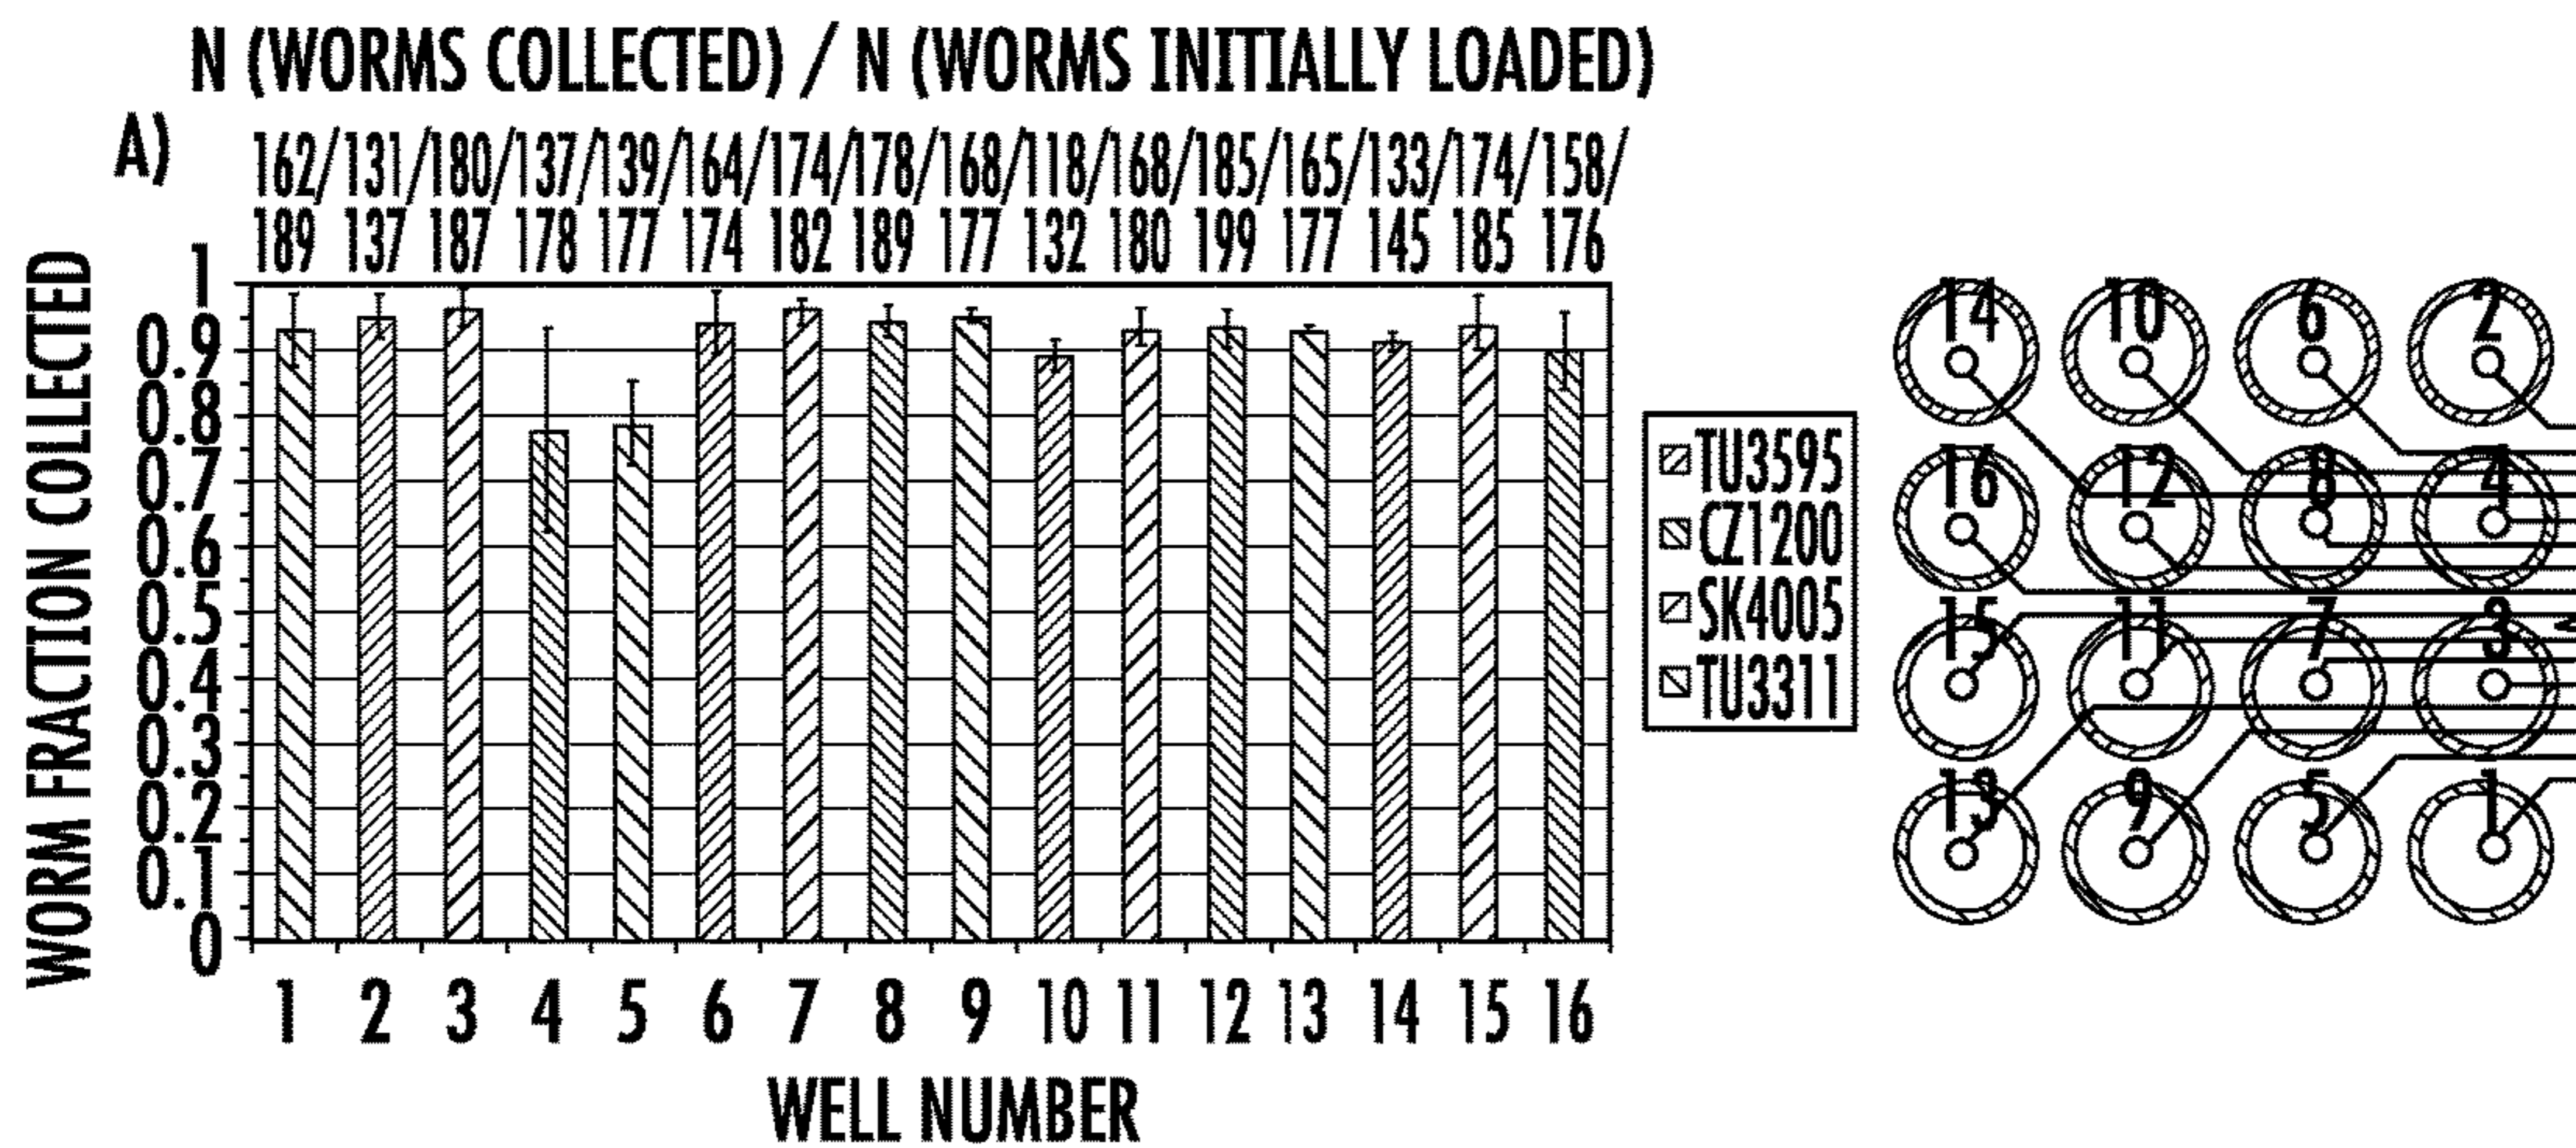 N (WORMS COLLECTED) / N (WORMS INITIALLY LOADED)
A)
162/131/180/137/139/164/174/178/168/118/168/185/165/133/174/158/
189 137 187 178 177 174 182 189 177 132 180 199 177 145 185 176
WORM FRACTION COLLECTED
1
0.9
0.8
0.7
0.6
0.5
0.4
0.3
0.2
0.1
0
1 2 3 4 5 6 7 8 9 10 11 12 13 14 15 16
WELL NUMBER
TU3595
CZ1200
SK4005
TU3311
14 10 6 2
16 12 8 4
15 11 7 3
13 9 5 1